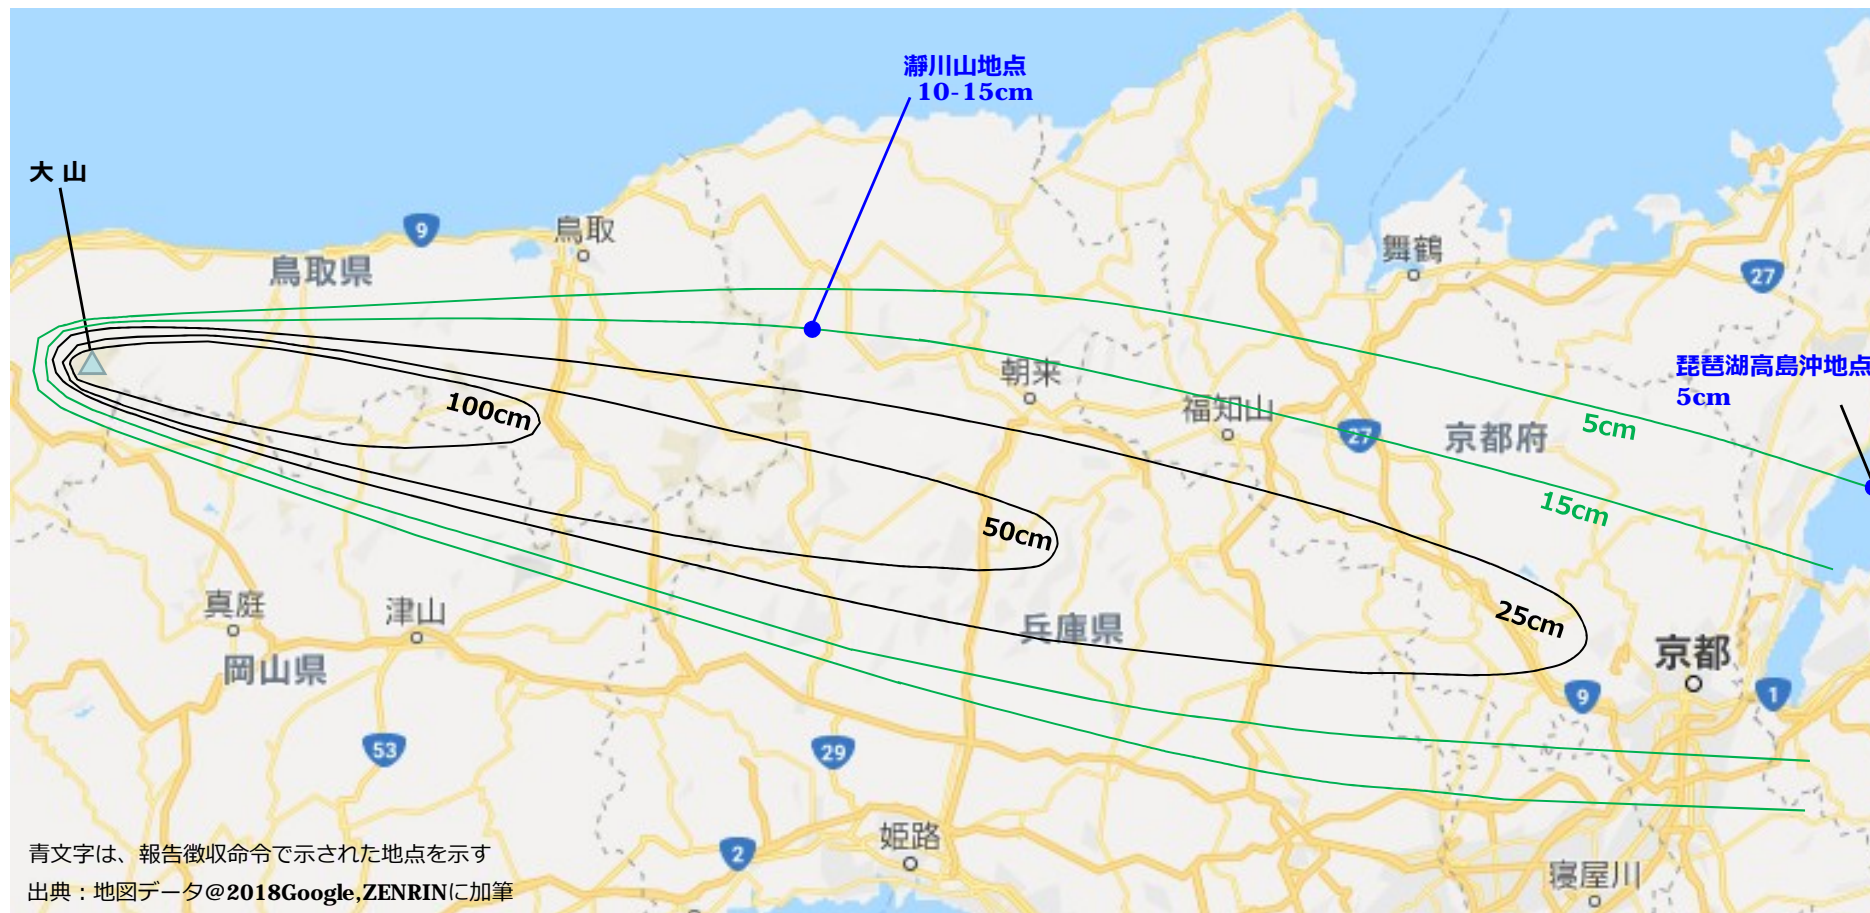 瀞川山地点
10-15cm
大 山
9
鳥取
鳥取県
舞鶴
27
琵琶湖高島沖地点
5cm
朝来
100cm
福知山
27
京都府
5cm
15cm
50cm
真庭
津山
25cm
兵庫県
京都
岡山県
9
1
53
29
2
姫路
青文字は、報告徴収命令で示された地点を示す
寝屋川
出典：地図データ@2018Google,ZENRINに加筆